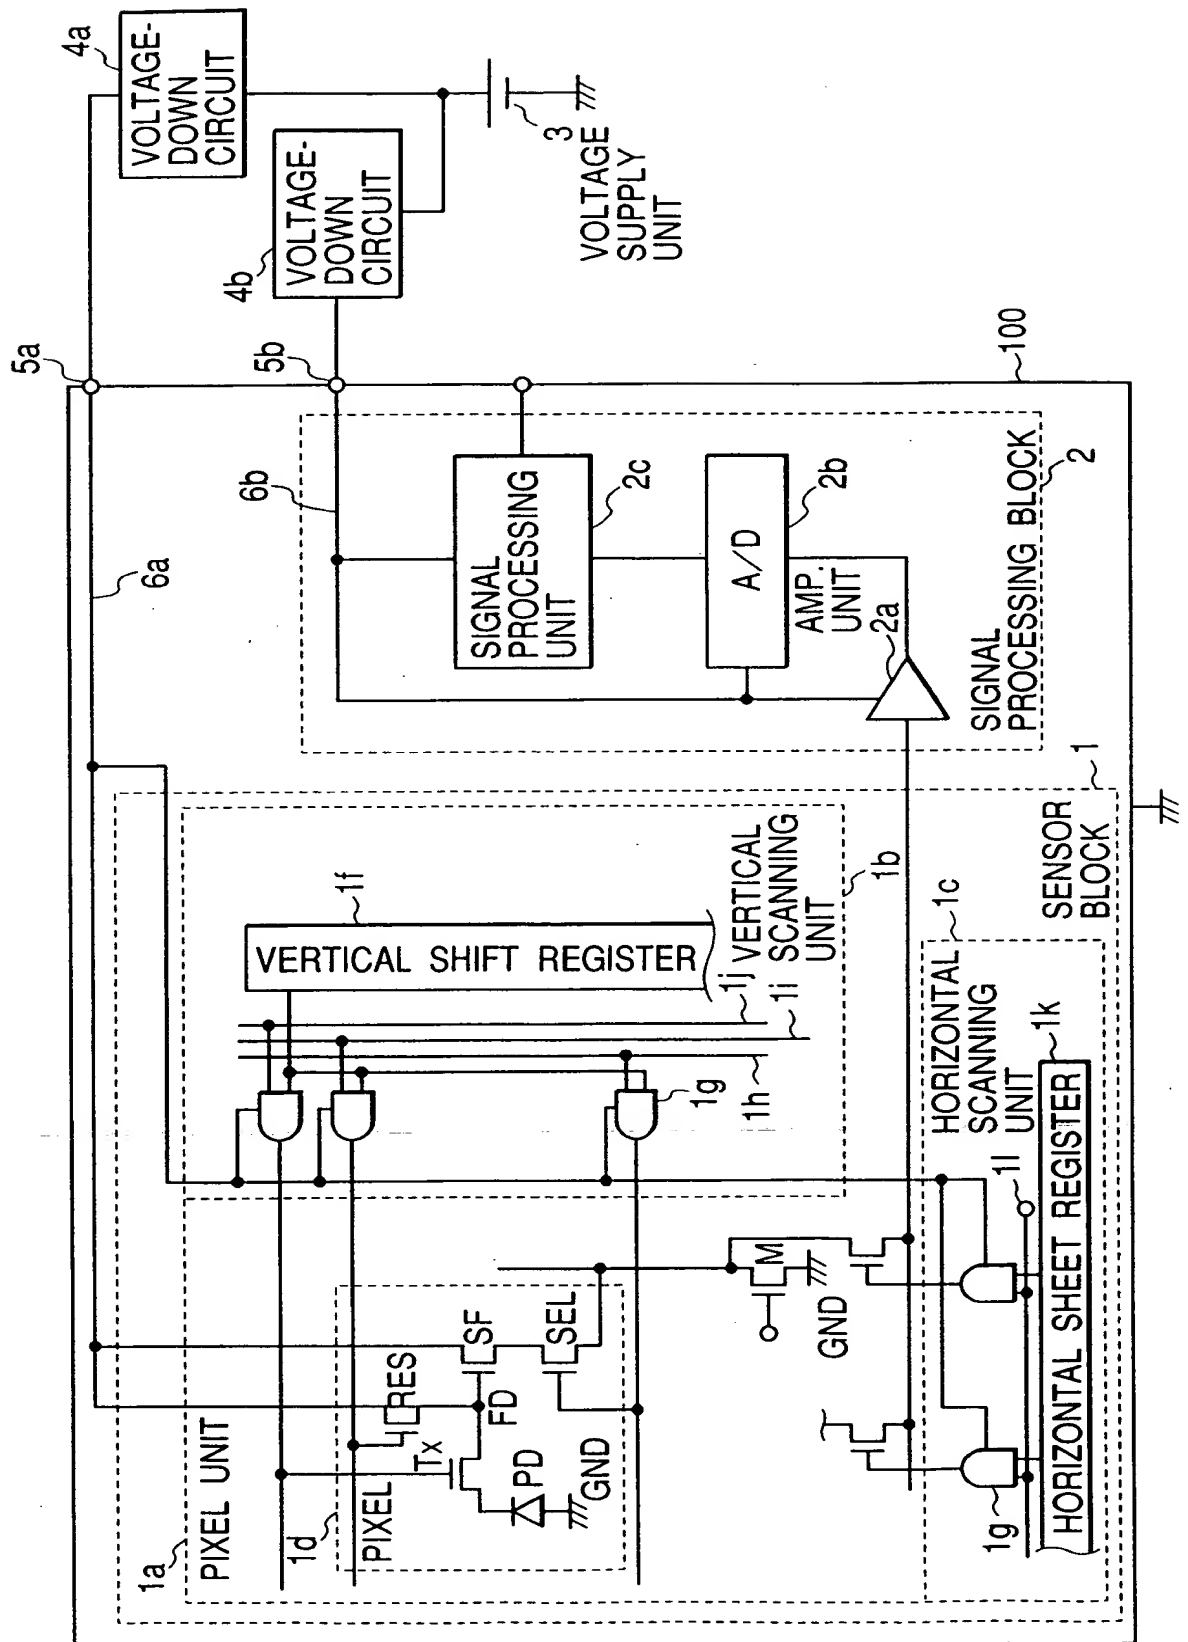 1a
PIXEL UNIT
1d
PIXEL
Tx
RES
SF
FD
SEL
PD
GND
M
GND
1f
VERTICAL SHIFT REGISTER
1j
1i
1h
1g
VERTICAL
SCANNING
UNIT
1b
1c
HORIZONTAL
SCANNING
UNIT
1l
1k
HORIZONTAL SHEET REGISTER
1g
SENSOR
BLOCK
1
6a
6b
SIGNAL
PROCESSING
UNIT
2c
A/D
2b
AMP.
UNIT
2a
SIGNAL
PROCESSING BLOCK
2
5a
5b
100
4a
VOLTAGE-
DOWN
CIRCUIT
4b
VOLTAGE-
DOWN
CIRCUIT
3
VOLTAGE
SUPPLY
UNIT